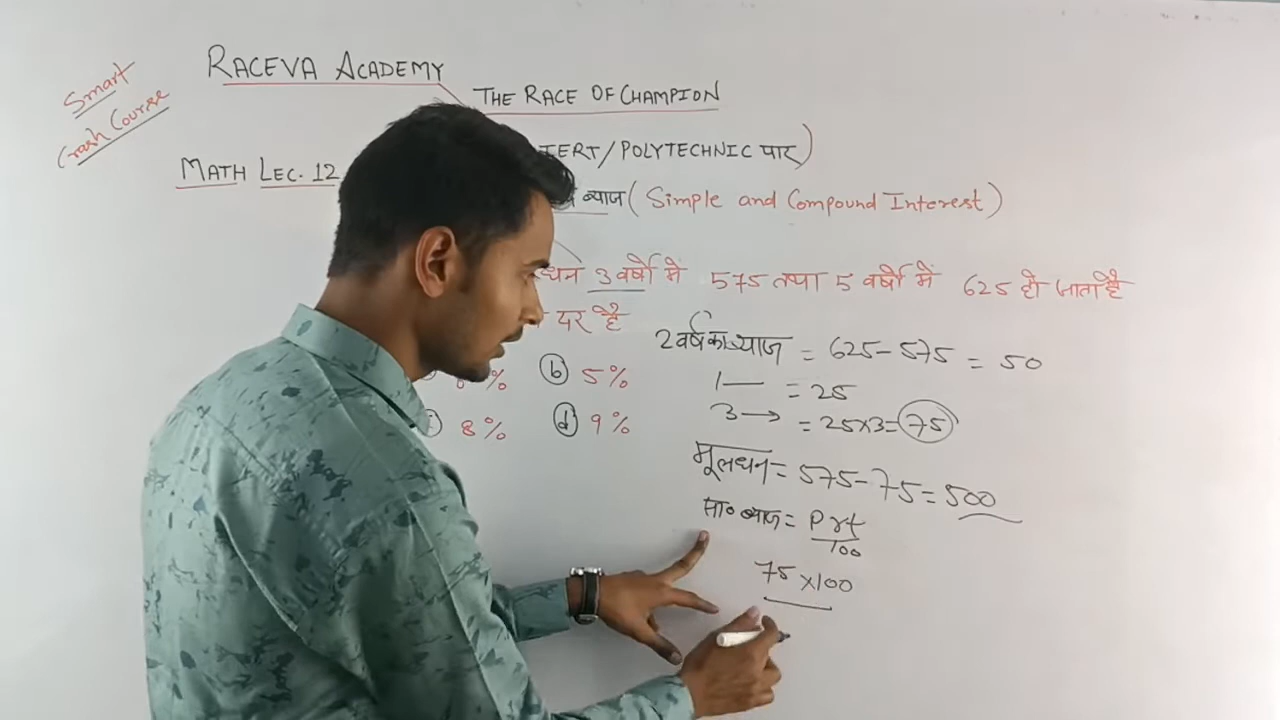 Smart
Crash Course
RACEVA ACADEMY
THE RACE OF CHAMPION
MATH LEC. 12
TERT/POLYTECHNIC पार)
ब्याज (Simple and Compound Interest)
धन 3 वर्षो मे 575 तथा 5 वर्षो में 625 हो जाता है
दर है
% (b) 5%
8% (d) 9%
2 वर्ष का ब्याज = 625-575 = 50
1— = 25
3→ = 25×3=75
मूलधन = 575-75=500
सा० ब्याज = Prt
100
75×100